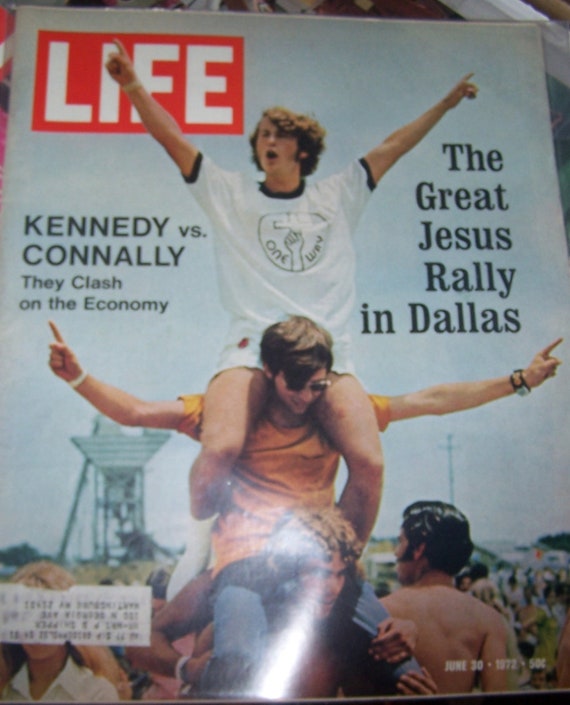 LIFE
The
Great
Jesus
Rally
in Dallas
KENNEDY vs.
CONNALLY
They Clash
on the Economy
ONE WAY
JUNE 30 • 1972 • 50¢